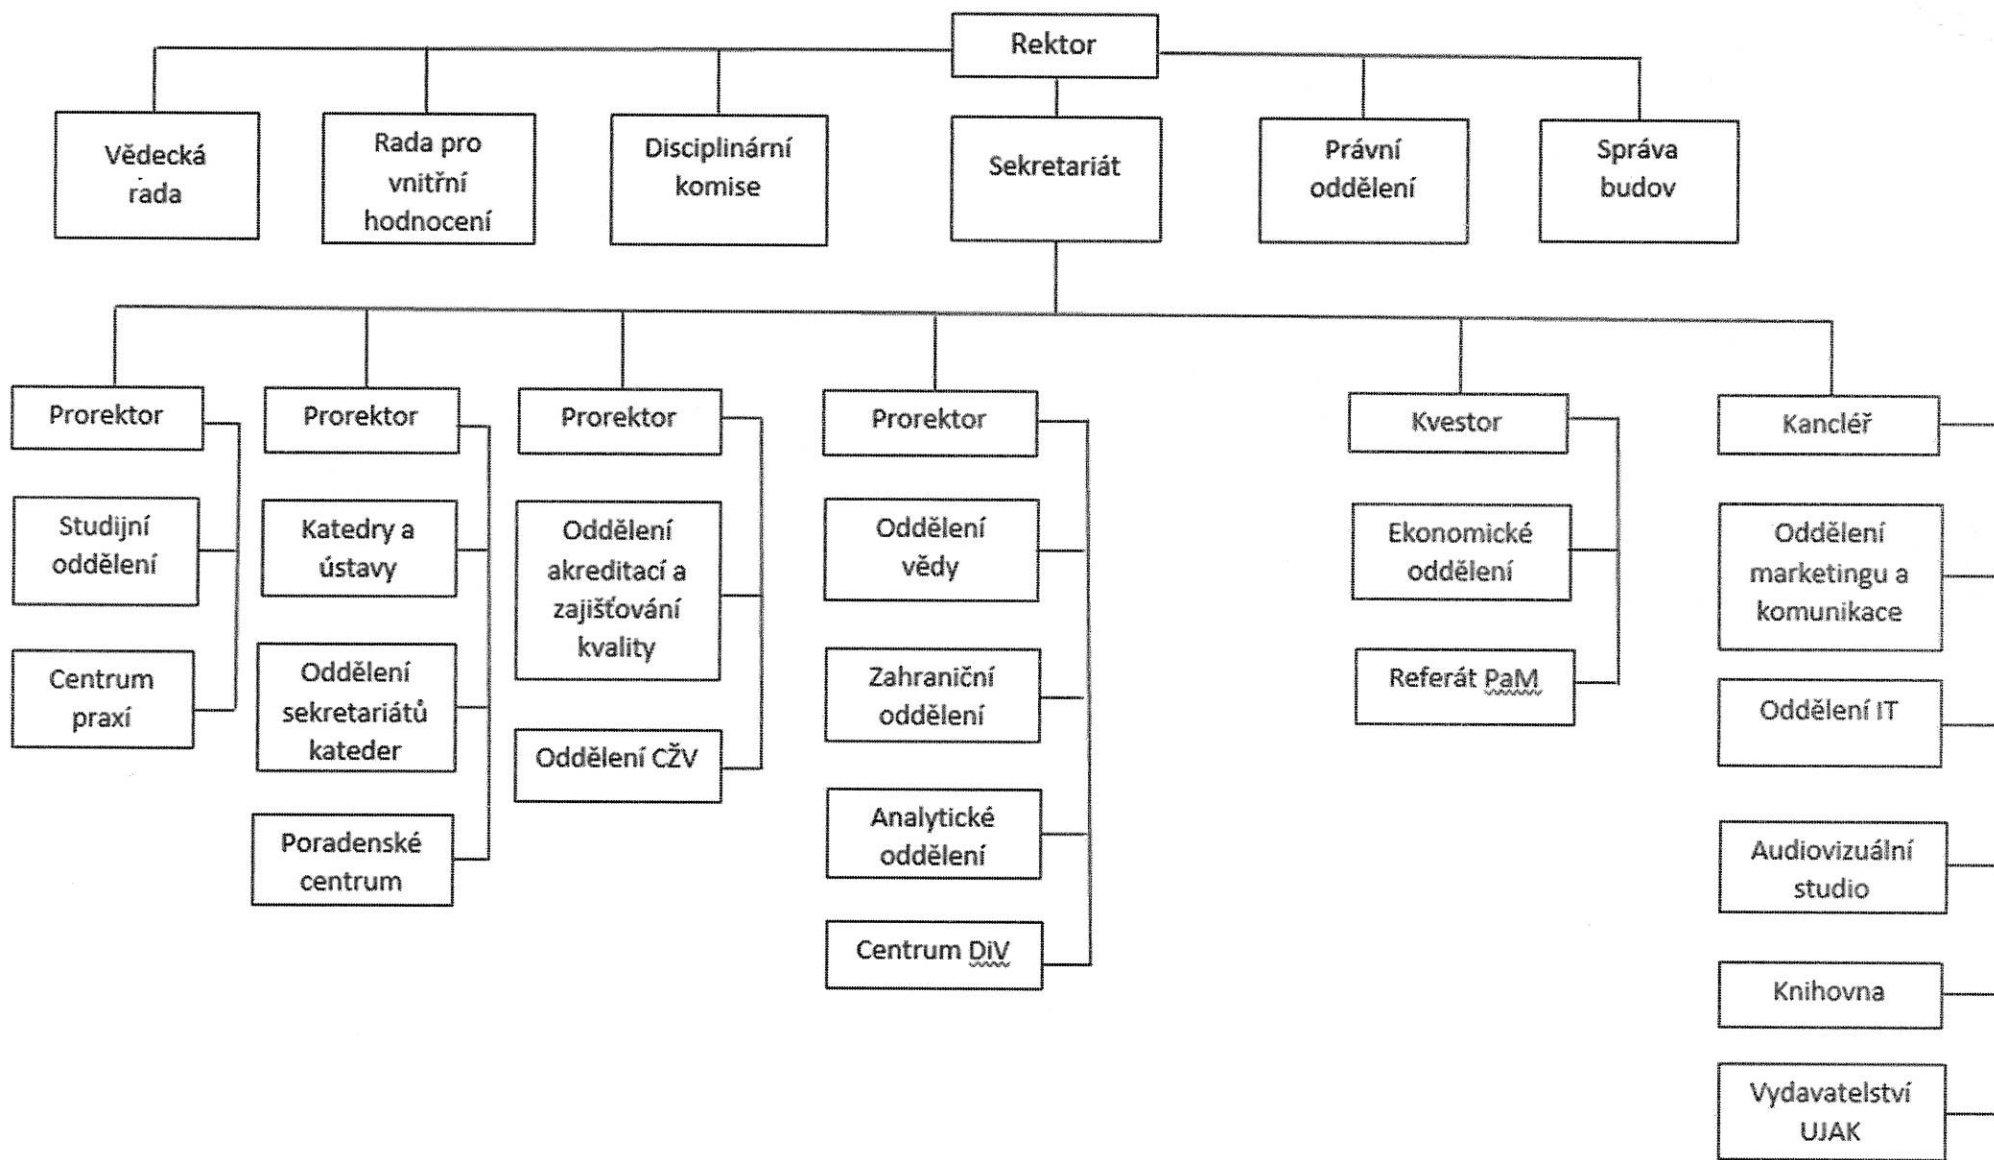 Rektor
Vědecká
rada
Rada pro
vnitřní
hodnocení
Disciplinární
komise
Sekretariát
Právní
oddělení
Správa
budov
Prorektor
Studijní
oddělení
Centrum
praxí
Prorektor
Katedry a
ústavy
Oddělení
sekretariátů
kateder
Poradenské
centrum
Prorektor
Oddělení
akreditací a
zajišťování
kvality
Oddělení CŽV
Prorektor
Oddělení
vědy
Zahraniční
oddělení
Analytické
oddělení
Centrum DiV
Kvestor
Ekonomické
oddělení
Referát PaM
Kancléř
Oddělení
marketingu a
komunikace
Oddělení IT
Audiovizuální
studio
Knihovna
Vydavatelství
UJAK